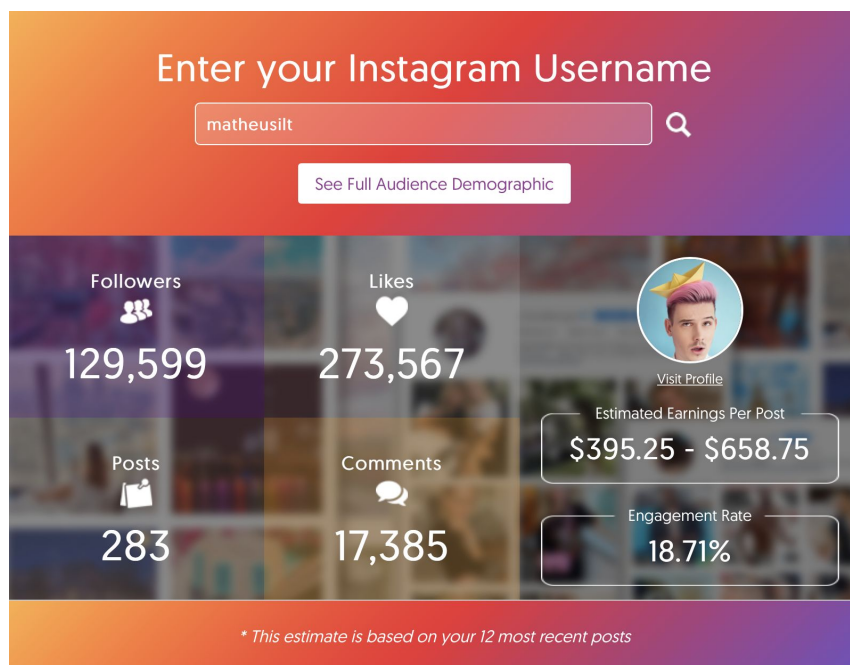 Enter your Instagram Username
matheusilt
See Full Audience Demographic
Followers
129,599
Likes
273,567
Visit Profile
Estimated Earnings Per Post
$395.25 - $658.75
Posts
283
Comments
17,385
Engagement Rate
18.71%
* This estimate is based on your 12 most recent posts